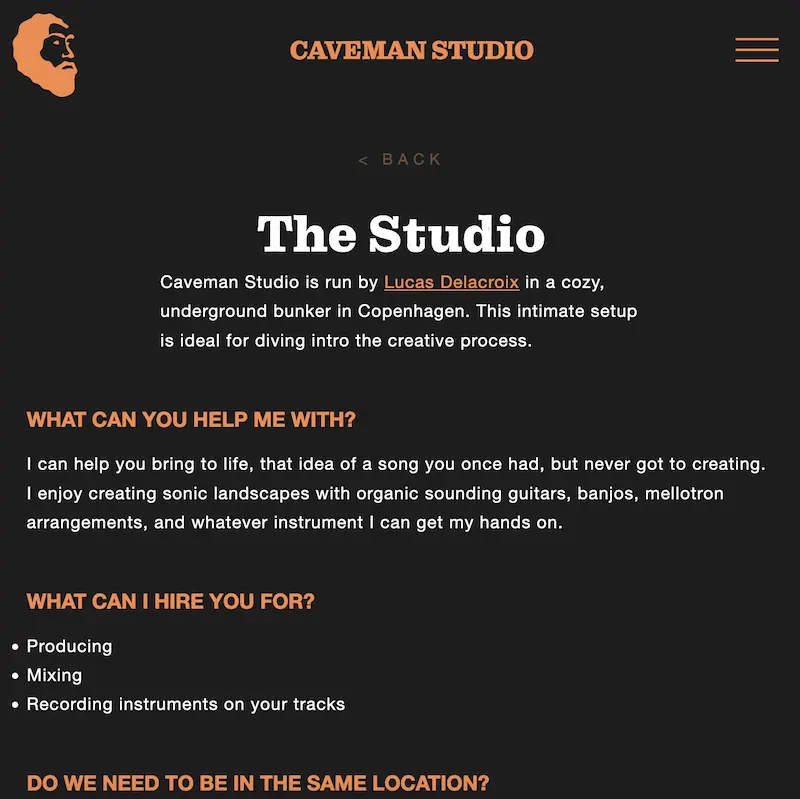 CAVEMAN STUDIO
< BACK
The Studio
Caveman Studio is run by Lucas Delacroix in a cozy,
underground bunker in Copenhagen. This intimate setup
is ideal for diving intro the creative process.
WHAT CAN YOU HELP ME WITH?
I can help you bring to life, that idea of a song you once had, but never got to creating.
I enjoy creating sonic landscapes with organic sounding guitars, banjos, mellotron
arrangements, and whatever instrument I can get my hands on.
WHAT CAN I HIRE YOU FOR?
• Producing
• Mixing
• Recording instruments on your tracks
DO WE NEED TO BE IN THE SAME LOCATION?